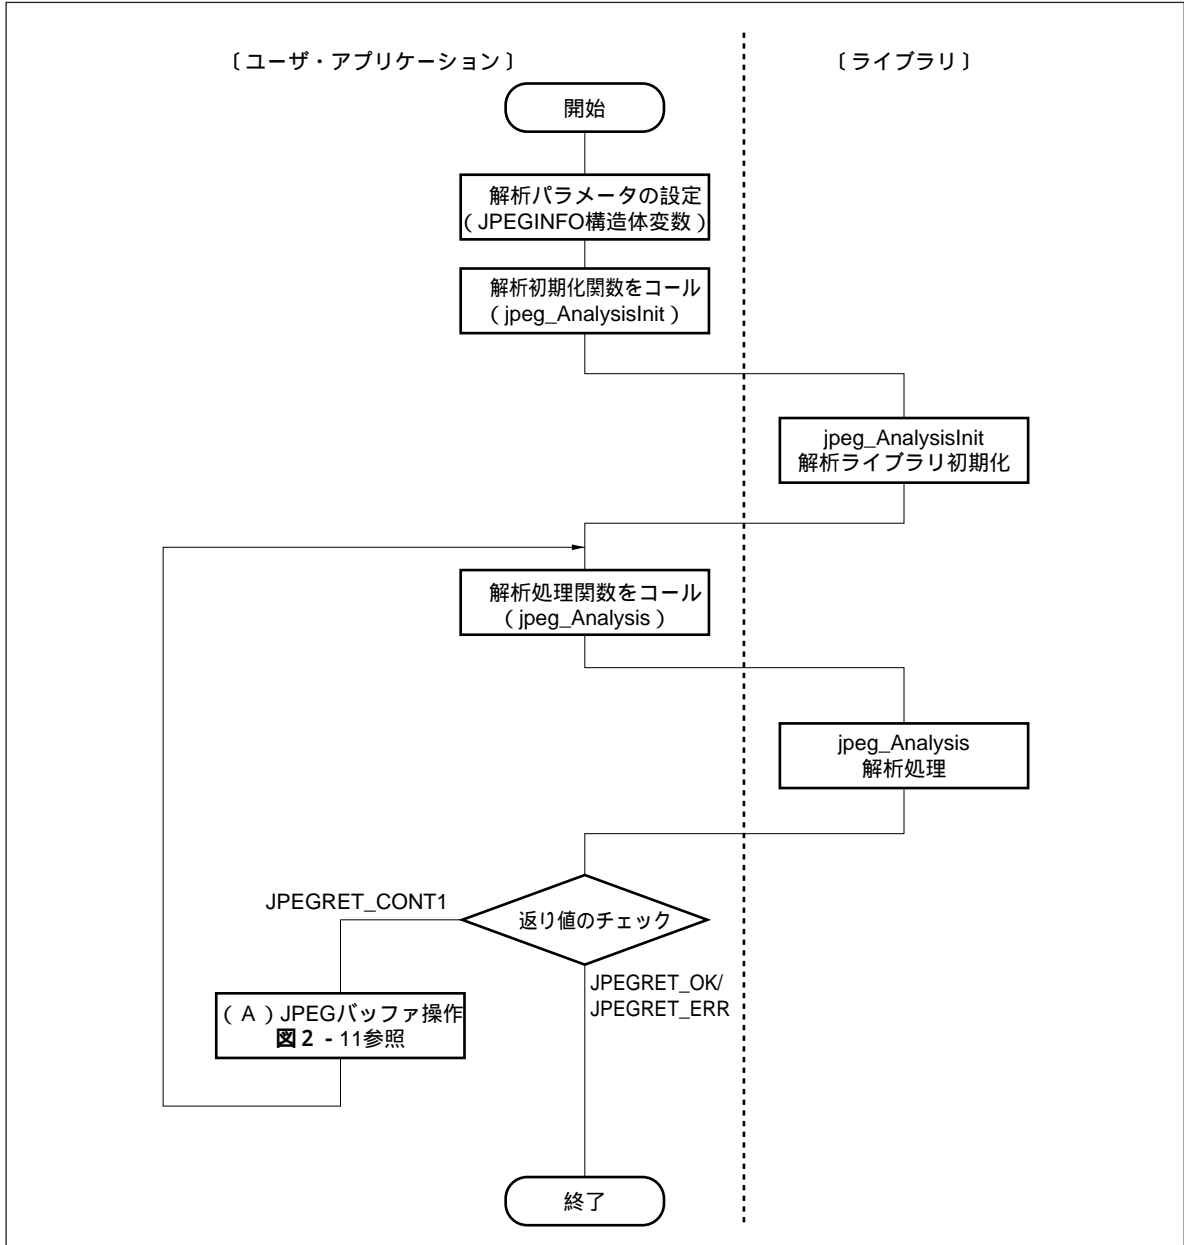 〔ユーザ・アプリケーション〕
〔ライブラリ〕
開始
解析パラメータの設定
（JPEGINFO構造体変数）
解析初期化関数をコール
（jpeg_AnalysisInit）
jpeg_AnalysisInit
解析ライブラリ初期化
解析処理関数をコール
（jpeg_Analysis）
jpeg_Analysis
解析処理
JPEGRET_CONT1
返り値のチェック
JPEGRET_OK/
JPEGRET_ERR
（A）JPEGバッファ操作
図2-11参照
終了